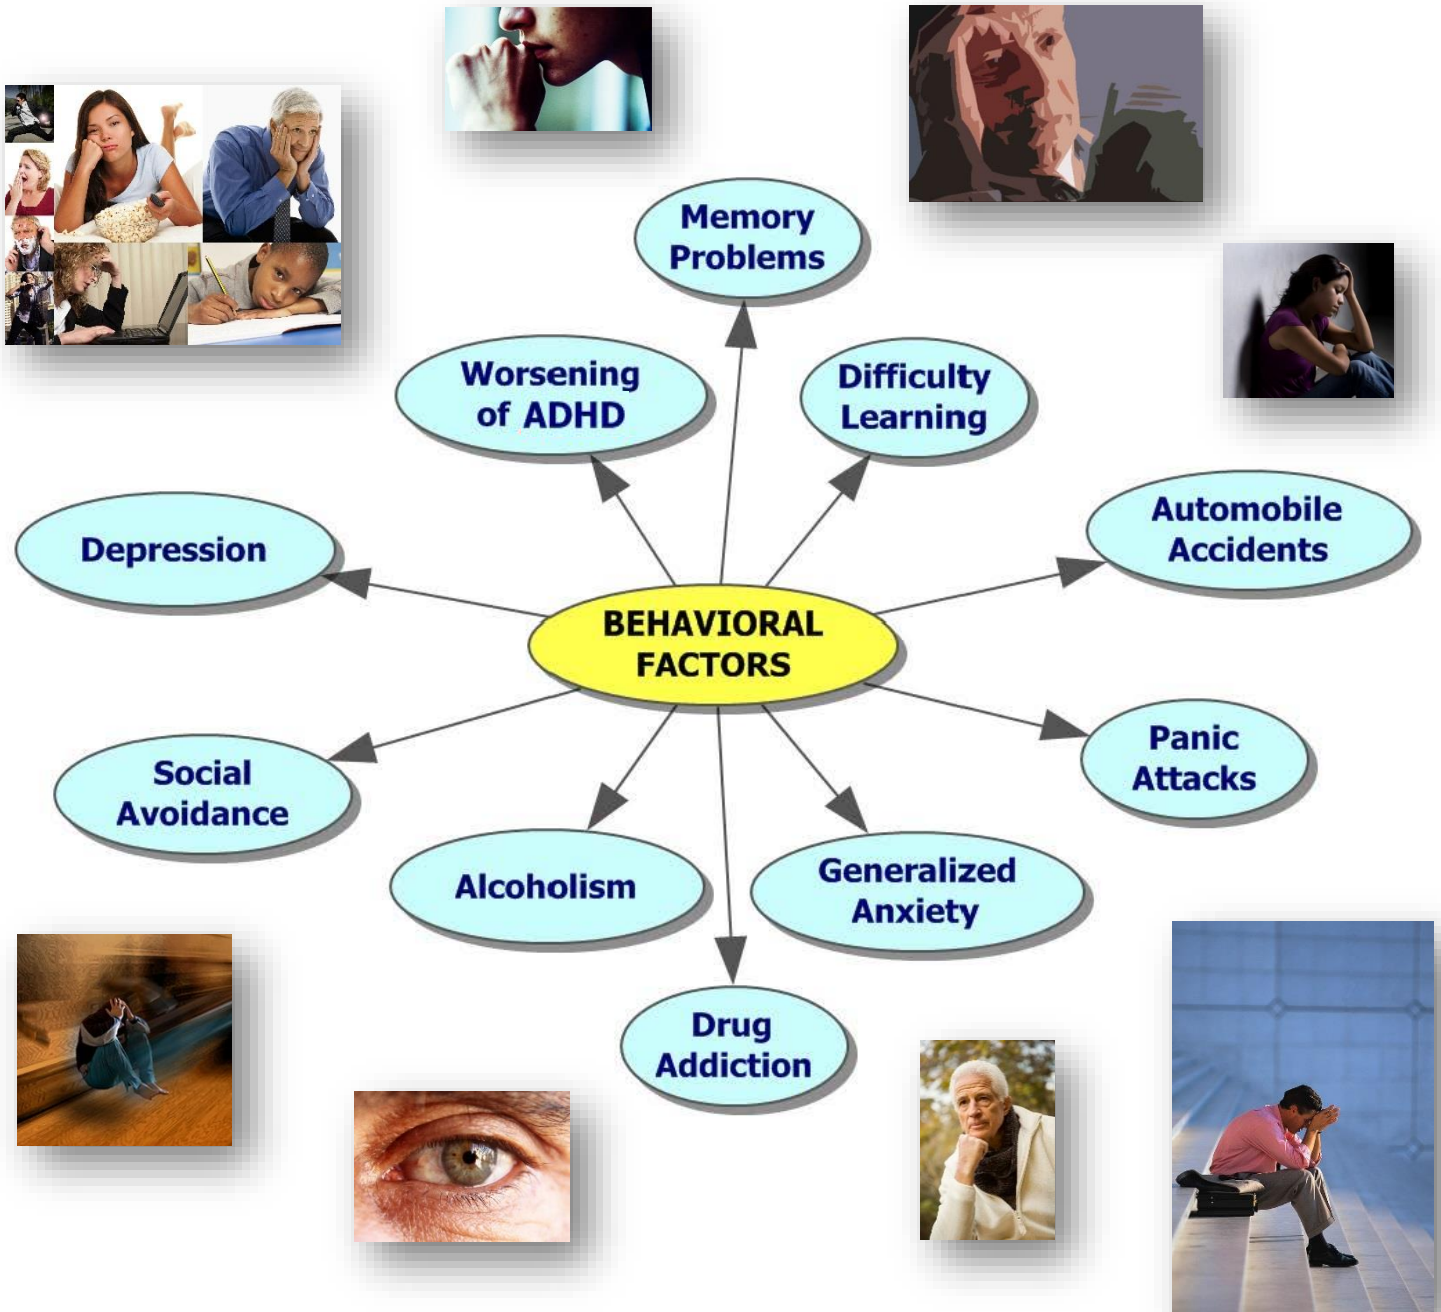 Memory
Problems
Worsening
of ADHD
Difficulty
Learning
Automobile
Accidents
Depression
BEHAVIORAL
FACTORS
Panic
Attacks
Social
Avoidance
Alcoholism
Generalized
Anxiety
Drug
Addiction